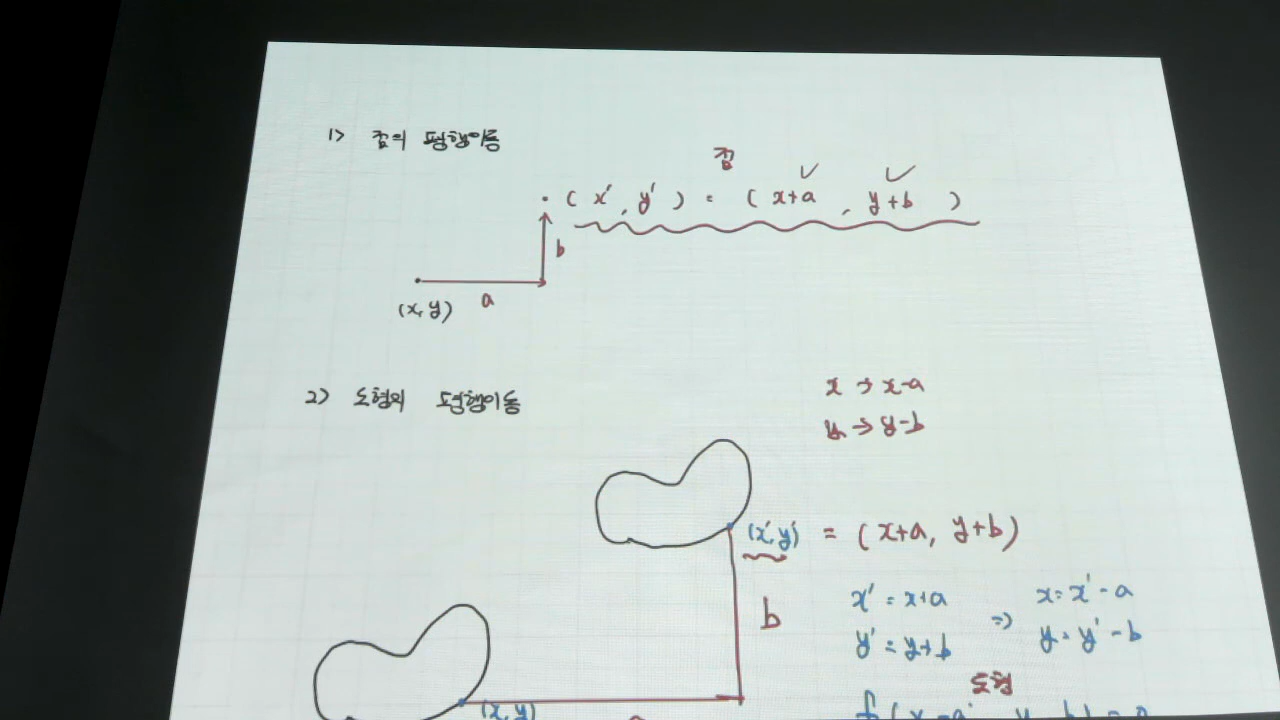 1> 점의 평행이동
점
(x', y') = (x+a, y+b)
b
a
(x, y)
2> 도형의 평행이동
x → x-a
y → y-b
(x', y') = (x+a, y+b)
b
x' = x+a ⇒ x = x' - a
y' = y+b y = y' - b
도형
(x, y)